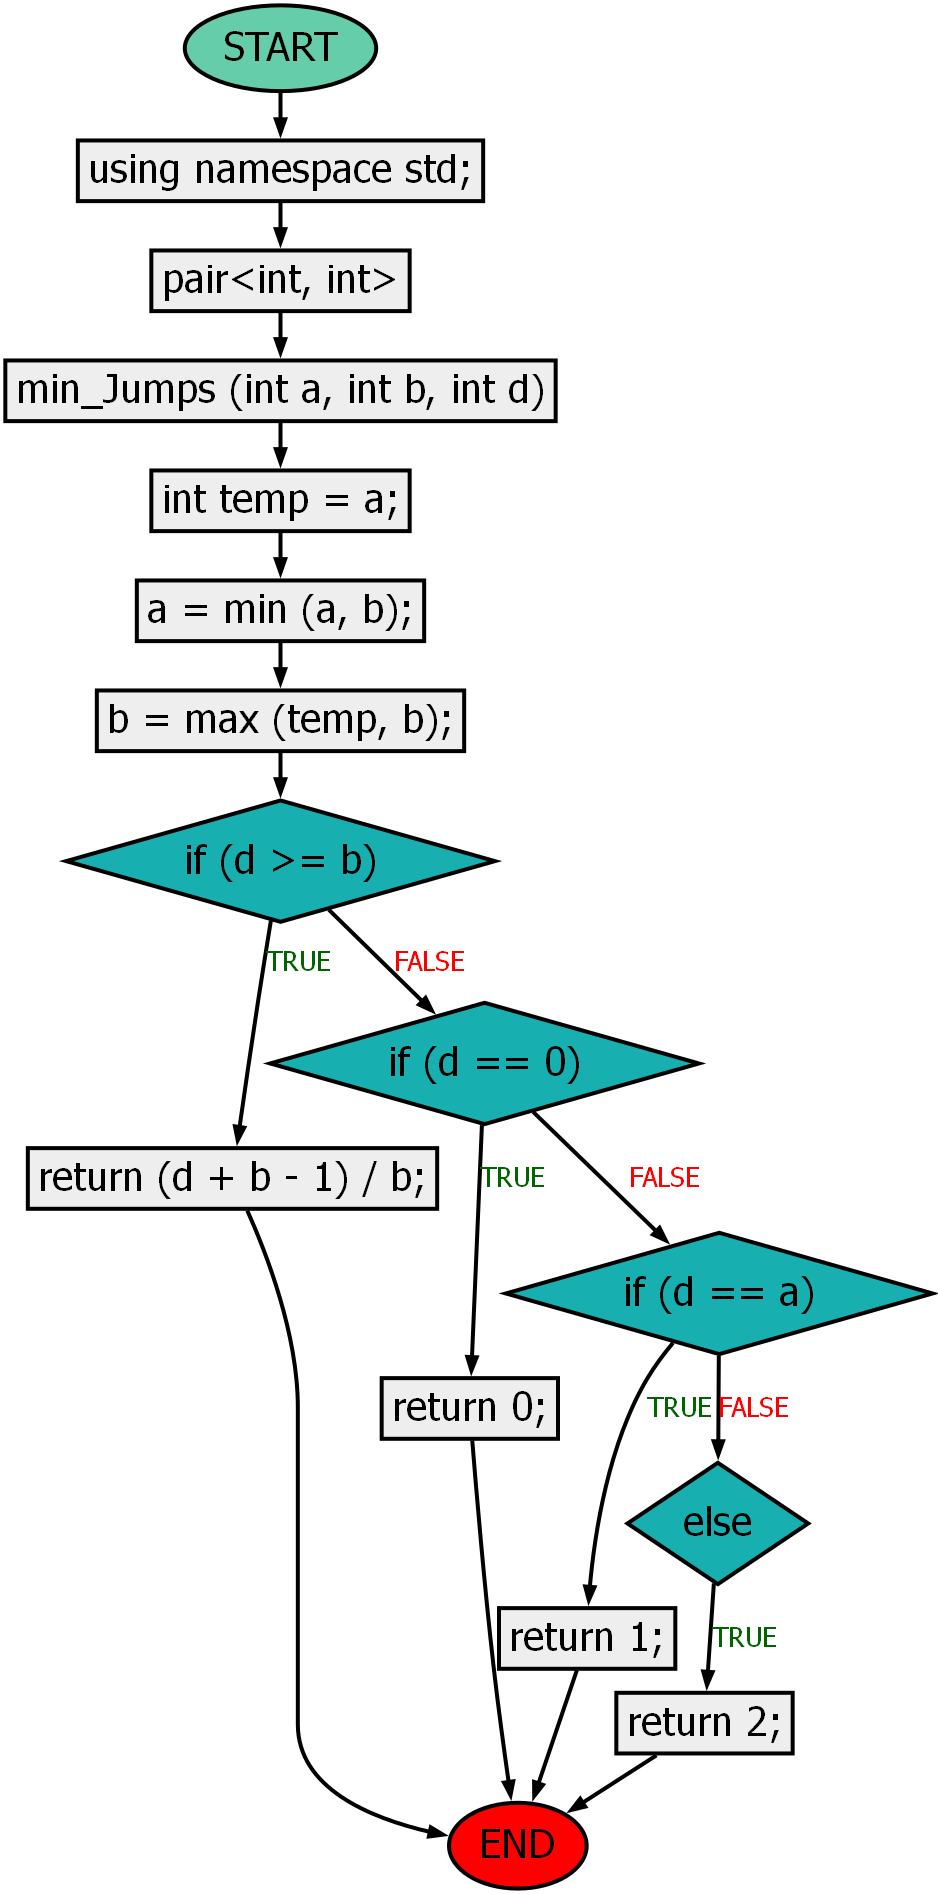 START
using namespace std;
pair<int, int>
min_Jumps (int a, int b, int d)
int temp = a;
a = min (a, b);
b = max (temp, b);
if (d >= b)
TRUE
FALSE
if (d == 0)
return (d + b - 1) / b;
TRUE
FALSE
if (d == a)
return 0;
TRUE
FALSE
else
return 1;
TRUE
return 2;
END